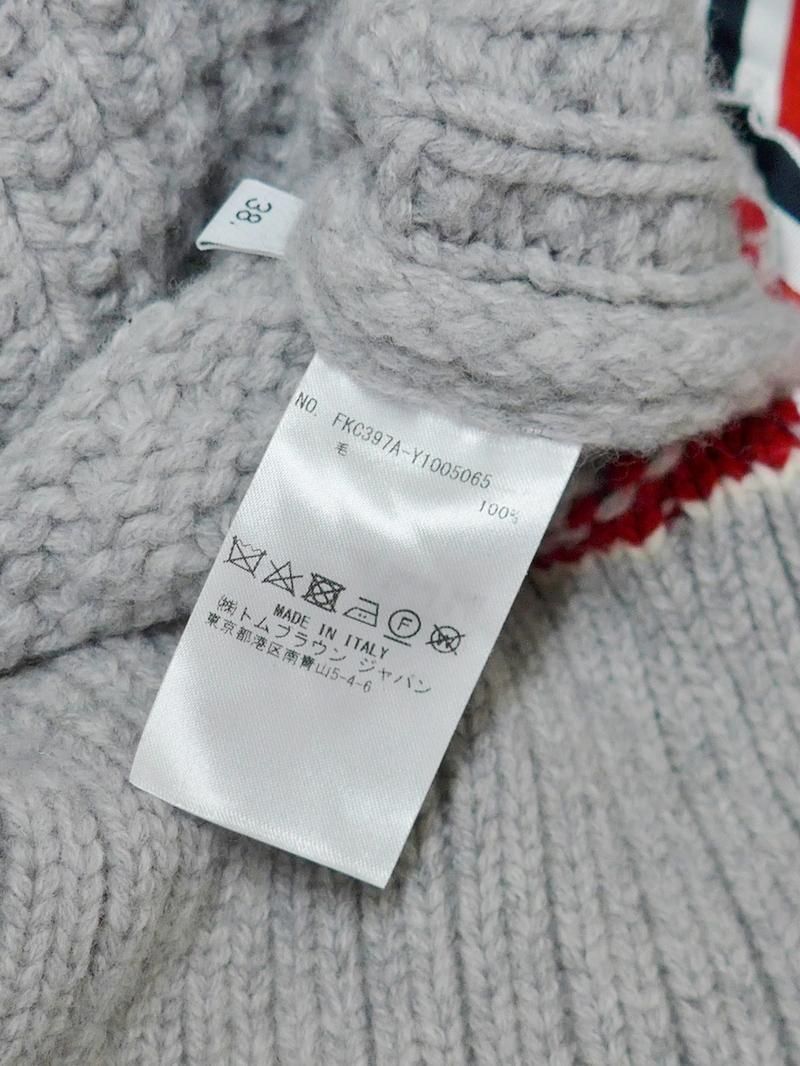 38.
NO. FKC397A-Y1005065
毛 100%
F W
MADE IN ITALY
(株)トムブラウン ジャパン
東京都港区南青山5-4-6